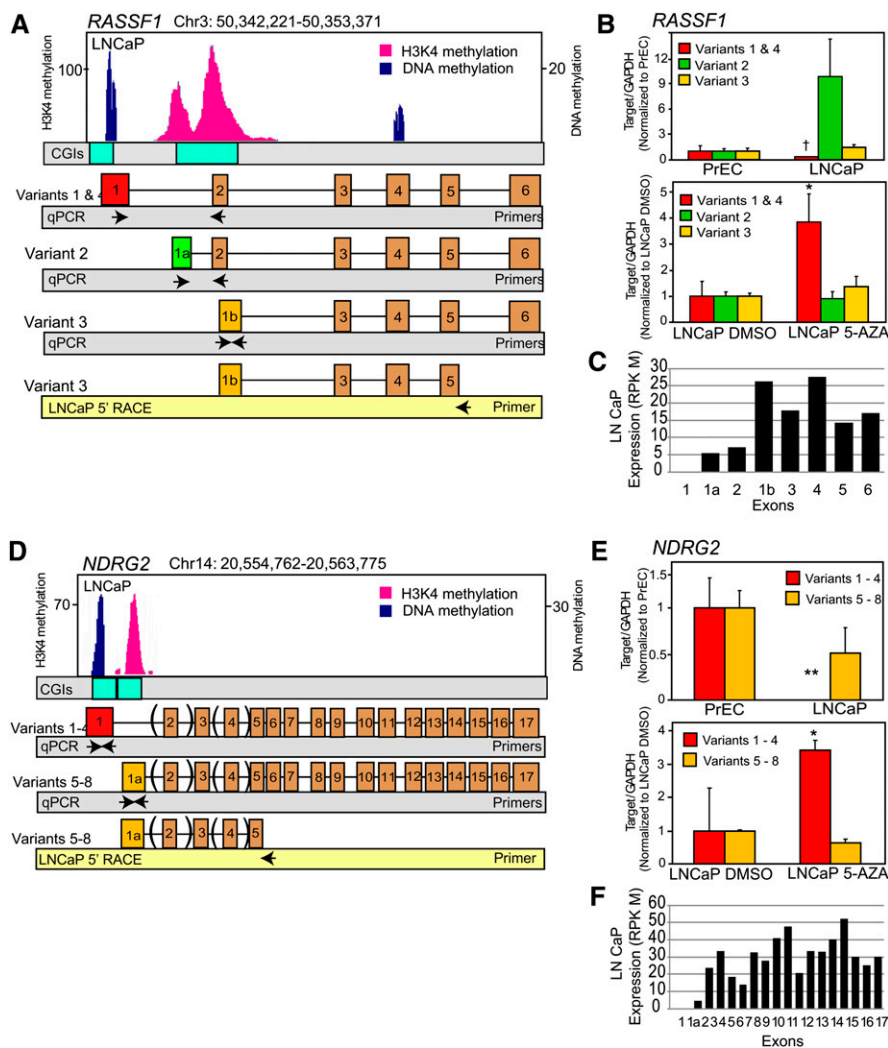 A
RASSF1 Chr3: 50,342,221-50,353,371
LNCaP
H3K4 methylation
DNA methylation
100
20
H3K4 methylation
DNA methylation
CGIs
Variants 1 & 4
1 2 3 4 5 6
qPCR Primers
Variant 2
1a 2 3 4 5 6
qPCR Primers
Variant 3
1b 3 4 5 6
qPCR Primers
Variant 3
1b 3 4 5
LNCaP 5' RACE Primer
B
RASSF1
Target/GAPDH
(Normalized to PrEC)
12
9
6
3
0
Variants 1 & 4
Variant 2
Variant 3
†
PrEC LNCaP
Target/GAPDH
(Normalized to LNCaP DMSO)
5
4
3
2
1
0
Variants 1 & 4
Variant 2
Variant 3
*
LNCaP DMSO LNCaP 5-AZA
C
LN CaP
Expression (RPK M)
30
25
20
15
10
5
1 1a 2 1b 3 4 5 6
Exons
D
NDRG2 Chr14: 20,554,762-20,563,775
LNCaP
H3K4 methylation
DNA methylation
70
30
H3K4 methylation
DNA methylation
CGIs
Variants 1-4
1 ( 2 ) 3 ( 4 ) 5 6 7 8 9 10 11 12 13 14 15 16 17
qPCR Primers
Variants 5-8
1a ( 2 ) 3 ( 4 ) 5 6 7 8 9 10 11 12 13 14 15 16 17
qPCR Primers
Variants 5-8
1a ( 2 ) 3 ( 4 ) 5
LNCaP 5' RACE Primer
E
NDRG2
Target/GAPDH
(Normalized to PrEC)
1.5
1
0.5
0
Variants 1 - 4
Variants 5 - 8
**
PrEC LNCaP
Target/GAPDH
(Normalized to LNCaP DMSO)
4
3
2
1
0
Variants 1 - 4
Variants 5 - 8
*
LNCaP DMSO LNCaP 5-AZA
F
LN CaP
Expression (RPK M)
60
50
40
30
20
10
0
1 1a 2 3 4 5 6 7 8 9 10 11 12 13 14 15 16 17
Exons